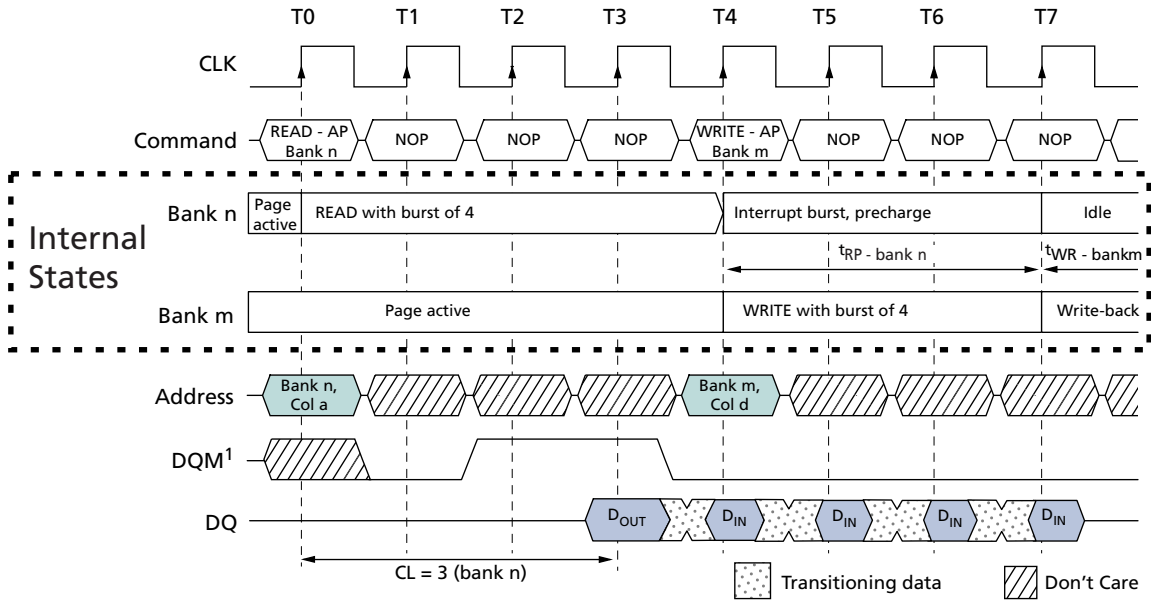 T0 T1 T2 T3 T4 T5 T6 T7
CLK
Command
READ - AP
Bank n
NOP
NOP
NOP
WRITE - AP
Bank m
NOP
NOP
NOP
Internal
States
Bank n
Page
active
READ with burst of 4
Interrupt burst, precharge
Idle
tRP - bank n
tWR - bankm
Bank m
Page active
WRITE with burst of 4
Write-back
Address
Bank n,
Col a
Bank m,
Col d
DQM1
DQ
DOUT
DIN
DIN
DIN
DIN
CL = 3 (bank n)
Transitioning data
Don't Care